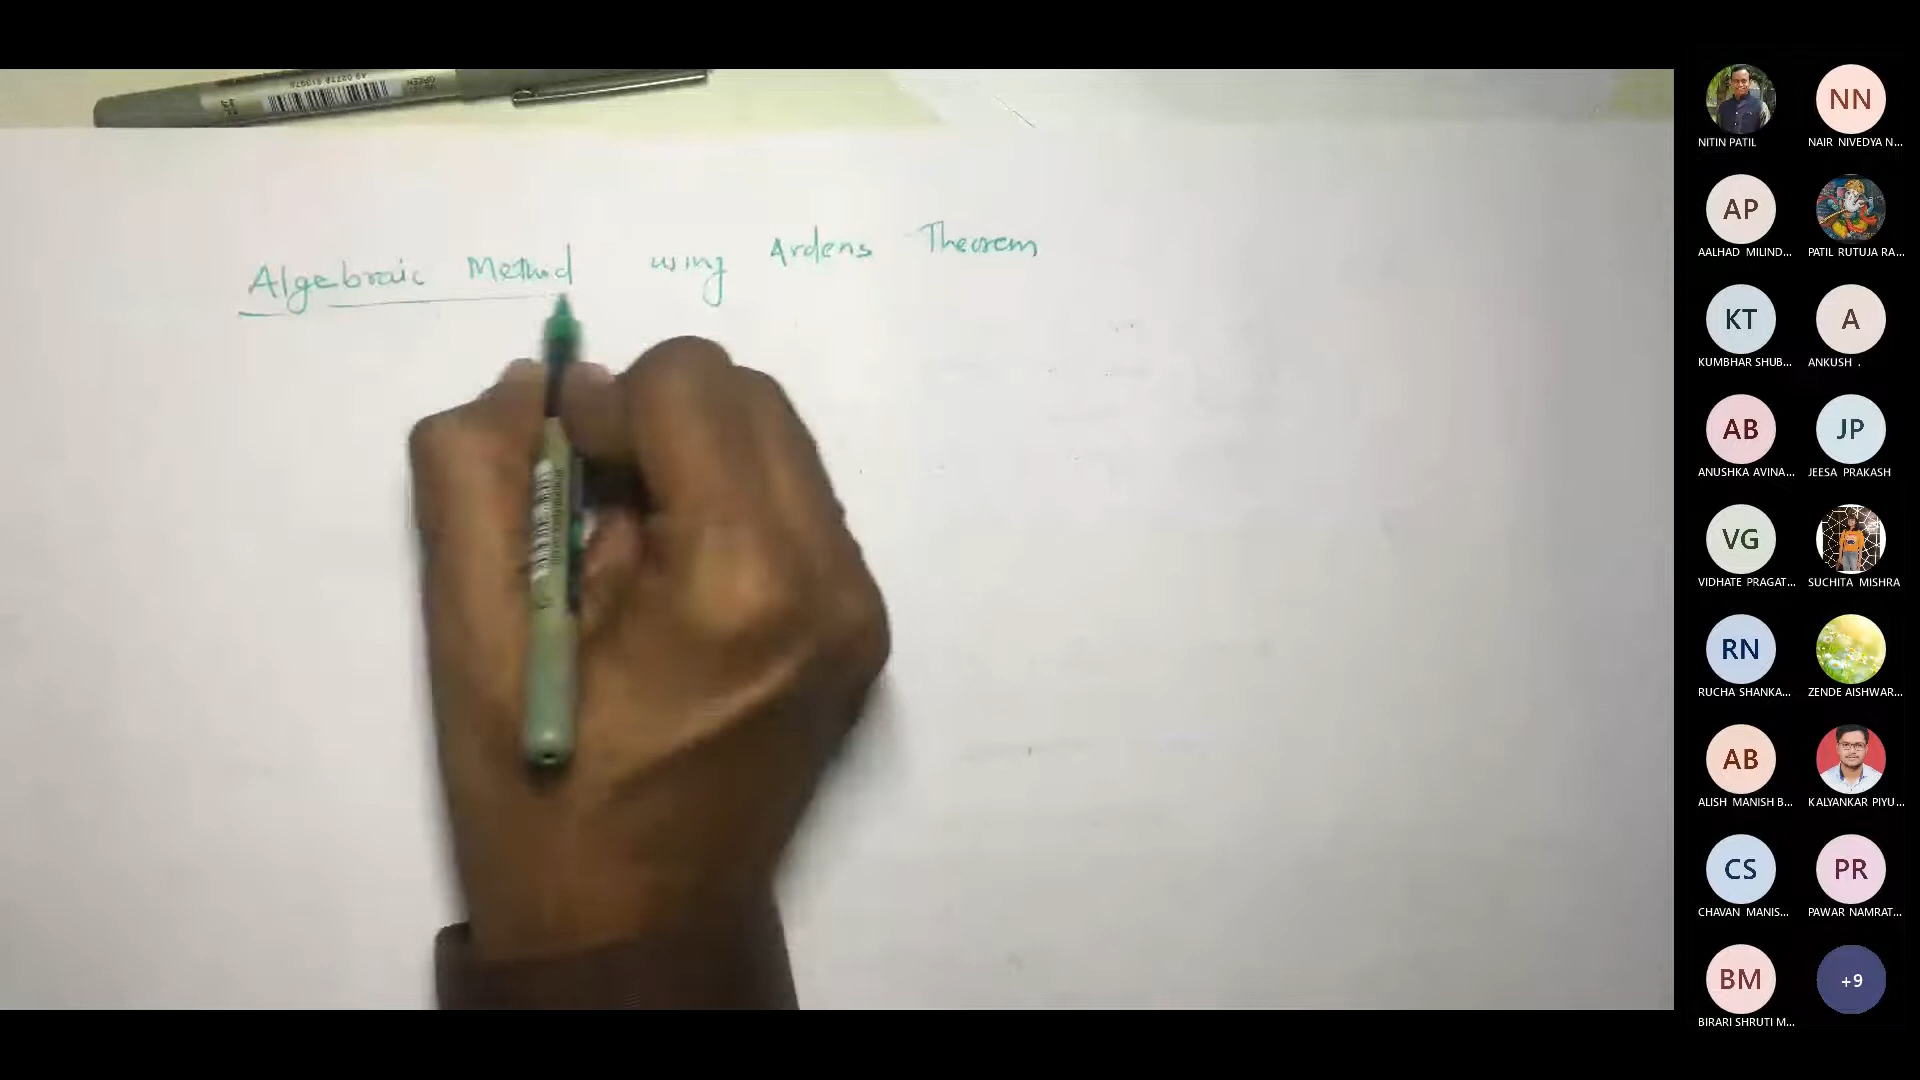 Algebraic Method using Ardens Theorem
NITIN PATIL
NN
NAIR NIVEDYA N...
AP
AALHAD MILIND...
PATIL RUTUJA RA...
KT
KUMBHAR SHUB...
A
ANKUSH .
AB
ANUSHKA AVINA...
JP
JEESA PRAKASH
VG
VIDHATE PRAGAT...
SUCHITA MISHRA
RN
RUCHA SHANKA...
ZENDE AISHWAR...
AB
ALISH MANISH B...
KALYANKAR PIYU...
CS
CHAVAN MANIS...
PR
PAWAR NAMRAT...
BM
BIRARI SHRUTI M...
+9